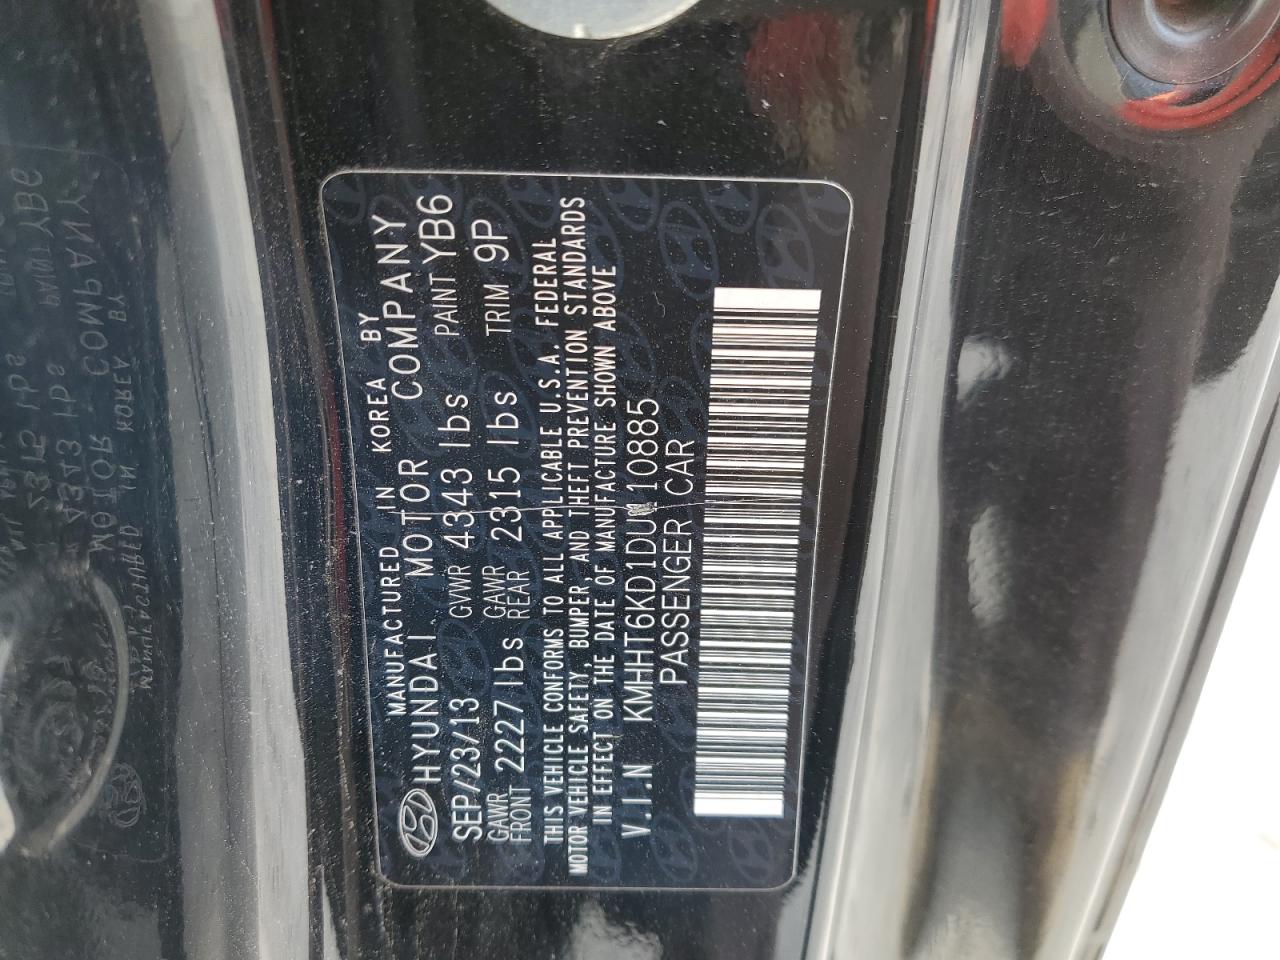 MANUFACTURED IN KOREA BY
HYUNDAI MOTOR COMPANY
SEP/23/13 GVWR 4343 lbs PAINT YB6
GAWR FRONT 2227 lbs GAWR REAR 2315 lbs TRIM 9P
THIS VEHICLE CONFORMS TO ALL APPLICABLE U.S.A. FEDERAL
MOTOR VEHICLE SAFETY, BUMPER, AND THEFT PREVENTION STANDARDS
IN EFFECT ON THE DATE OF MANUFACTURE SHOWN ABOVE
V.I.N
PASSENGER CAR